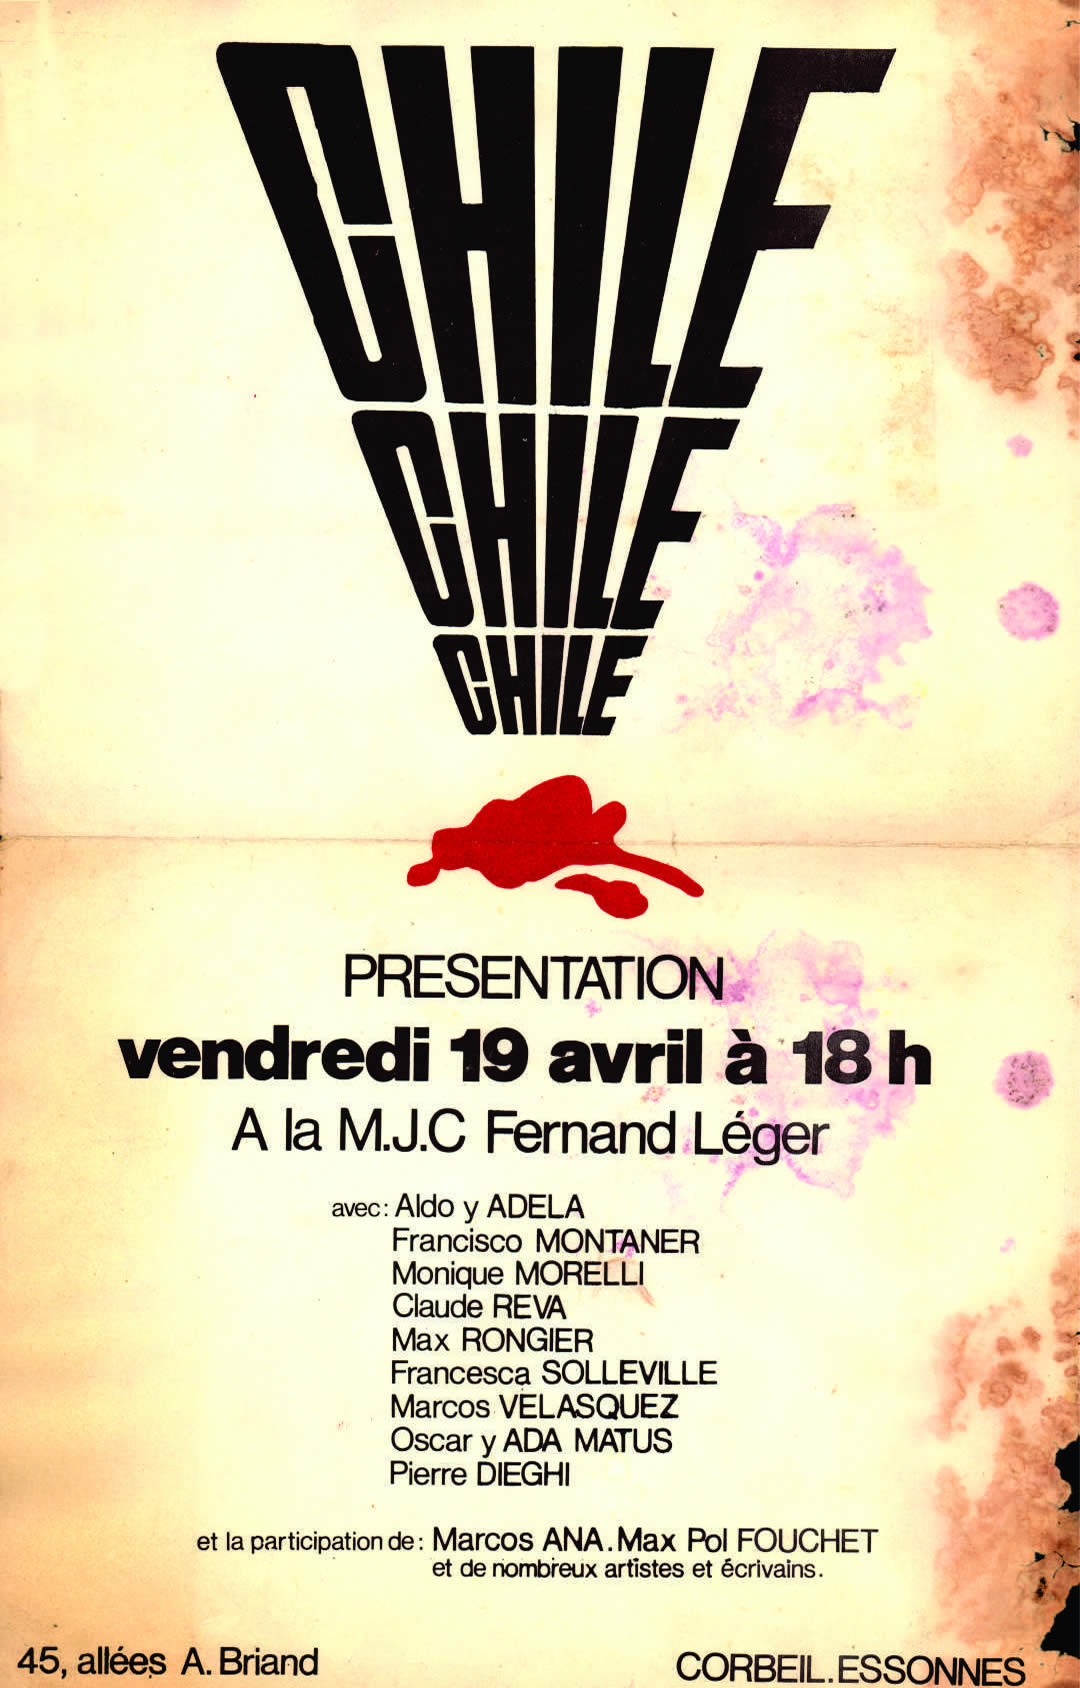 CHILE
CHILE
CHILE
PRESENTATION
vendredi 19 avril à 18 h
A la M.J.C Fernand Léger
avec: Aldo y ADELA
Francisco MONTANER
Monique MORELLI
Claude REVA
Max RONGIER
Francesca SOLLEVILLE
Marcos VELASQUEZ
Oscar y ADA MATUS
Pierre DIEGHI
et la participation de: Marcos ANA. Max Pol FOUCHET
et de nombreux artistes et écrivains.
45, allées A. Briand
CORBEIL.ESSONNES